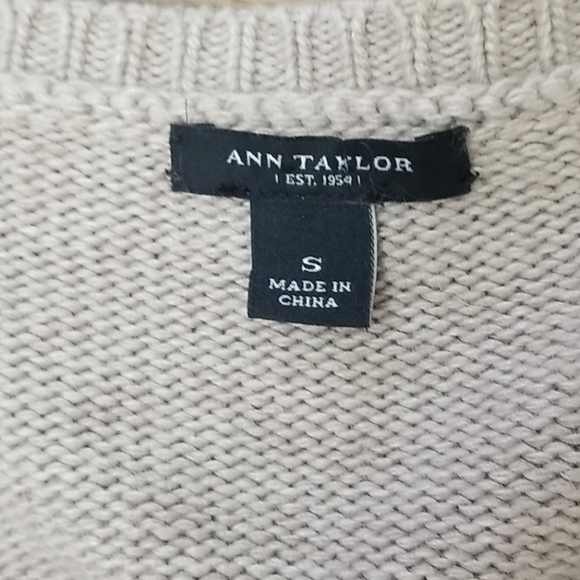 ANN TAYLOR
EST. 1954
S
MADE IN
CHINA